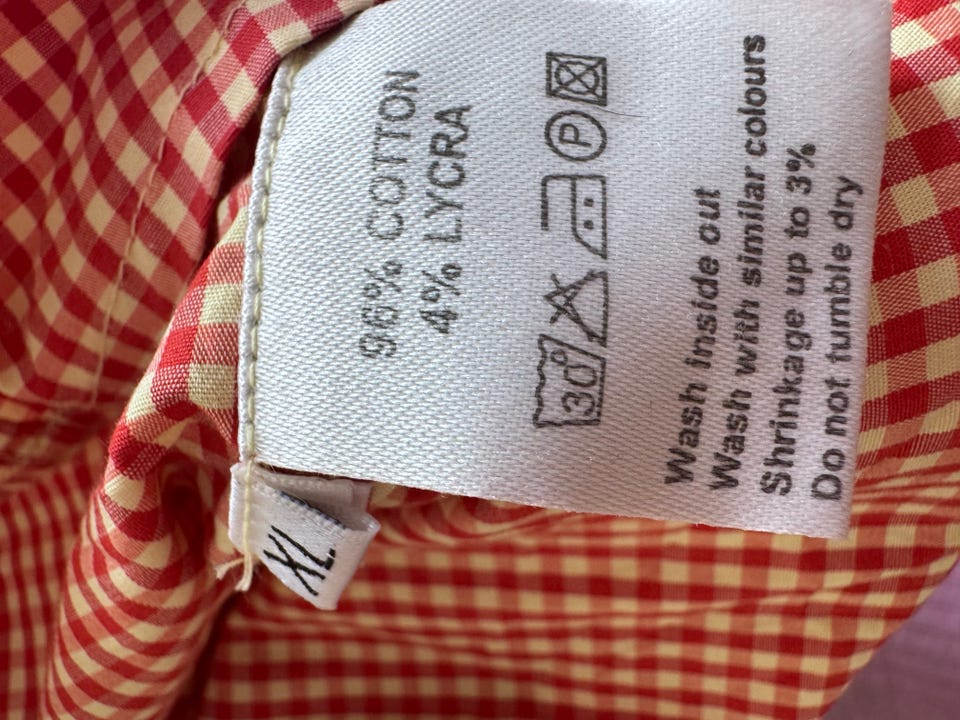 96% COTTON
4% LYCRA
30°
P
Wash inside out
Wash with similar colours
Shrinkage up to 3%
Do not tumble dry
XL